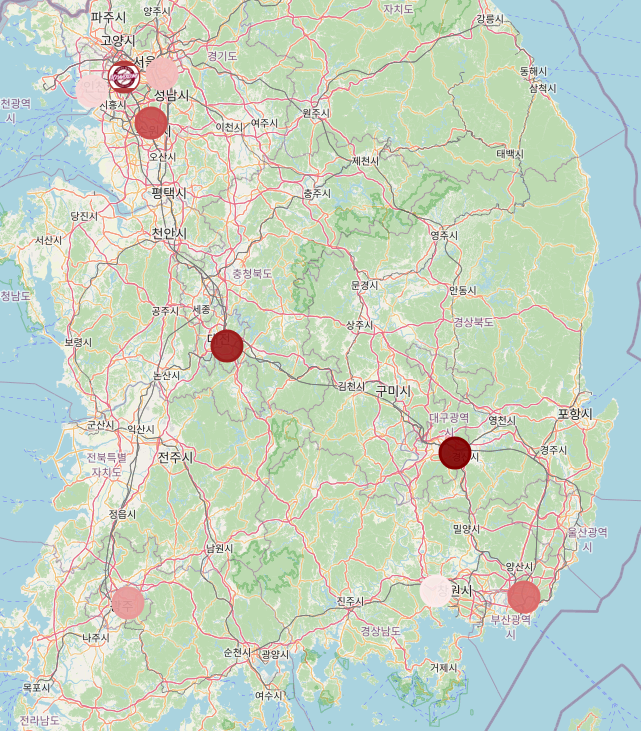 자치도
양주시
파주시
강릉시
고양시
서울
경기도
동해시
성남시
삼척시
천광역
시
시흥시
원주시
이천시
여주시
오산시
태백시
제천시
평택시
충주시
당진시
천안시
영주시
서산시
충청북도
문경시
안동시
청남도
공주시
세종
상주시
경상북도
보령시
논산시
김천시
구미시
대구광역
포항시
군산시
익산시
영천시
경주시
전북특별
자치도
전주시
정읍시
밀양시
울산광역
시
남원시
양산시
창원시
진주시
부산광역
시
경상남도
나주시
순천시
광양시
거제시
목포시
여수시
전라남도